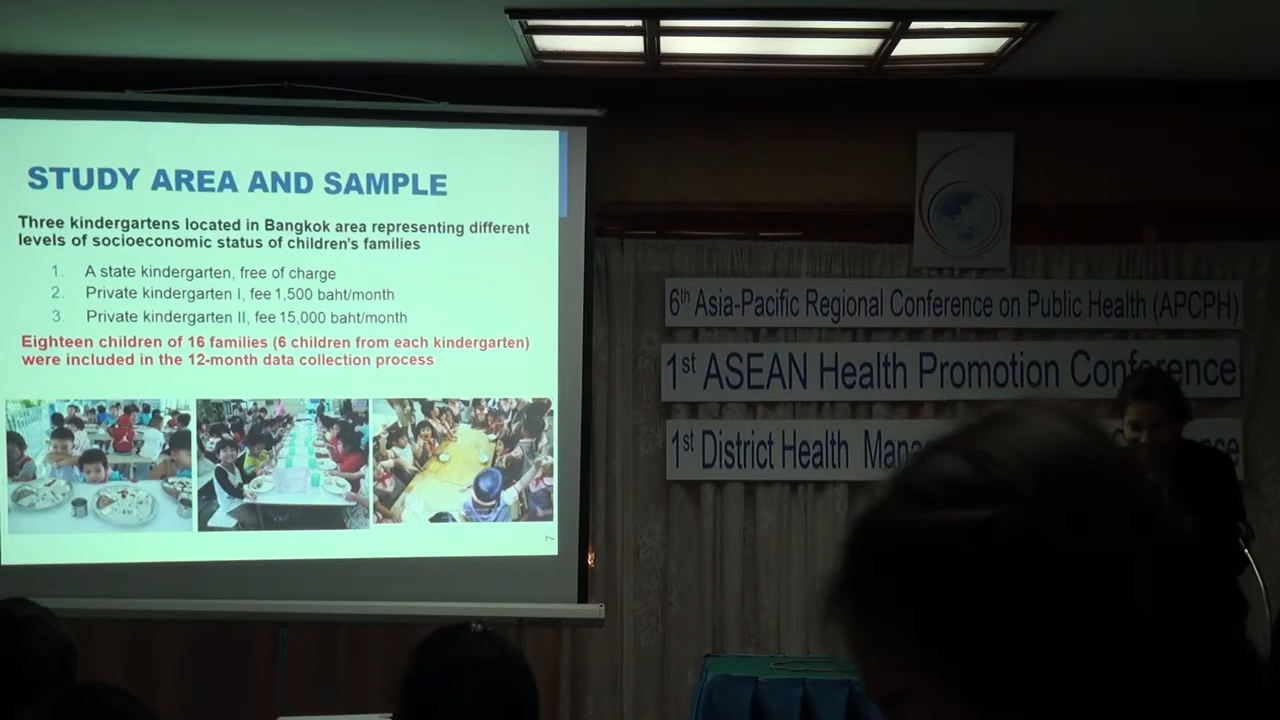 STUDY AREA AND SAMPLE
Three kindergartens located in Bangkok area representing different
levels of socioeconomic status of children's families
1. A state kindergarten, free of charge
2. Private kindergarten I, fee 1,500 baht/month
3. Private kindergarten II, fee 15,000 baht/month
Eighteen children of 16 families (6 children from each kindergarten)
were included in the 12-month data collection process
7
6th Asia-Pacific Regional Conference on Public Health (APCPH)
1st ASEAN Health Promotion Conference
1st District Health